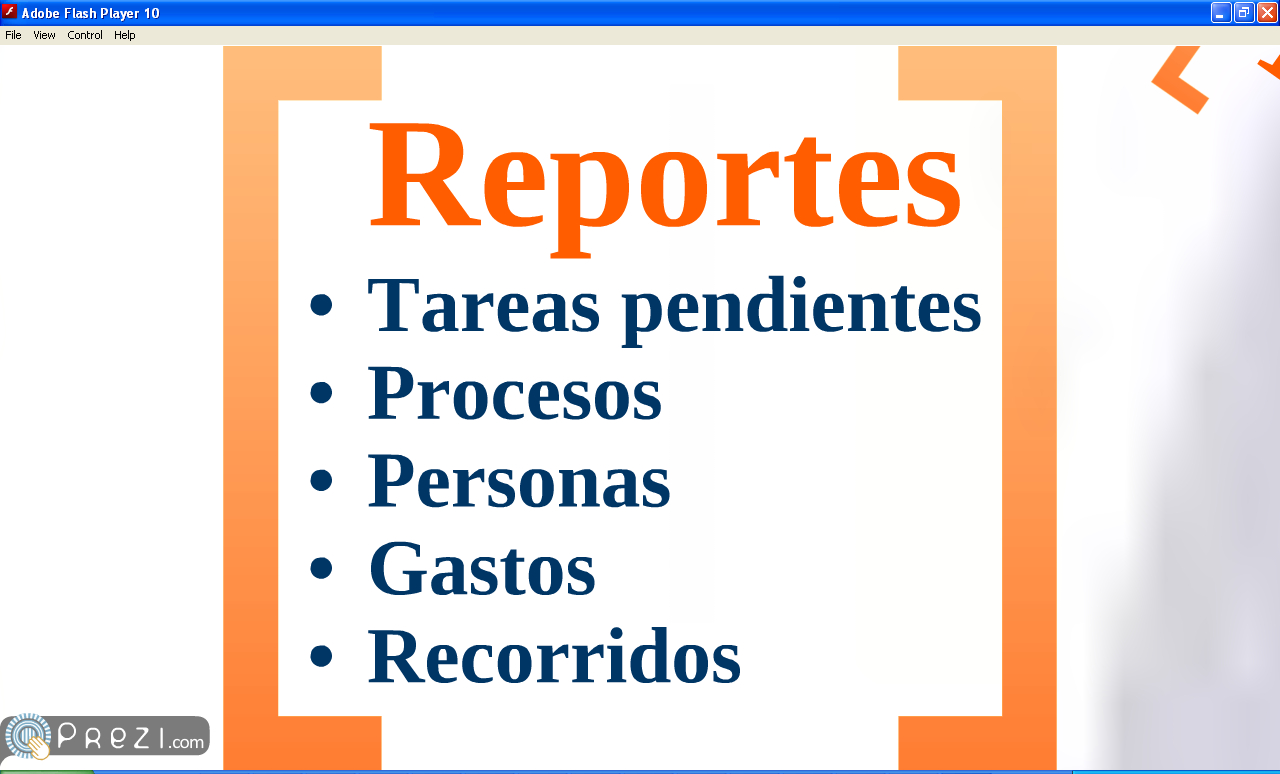 Adobe Flash Player 10
File View Control Help
Reportes
• Tareas pendientes
• Procesos
• Personas
• Gastos
• Recorridos
Prezi.com